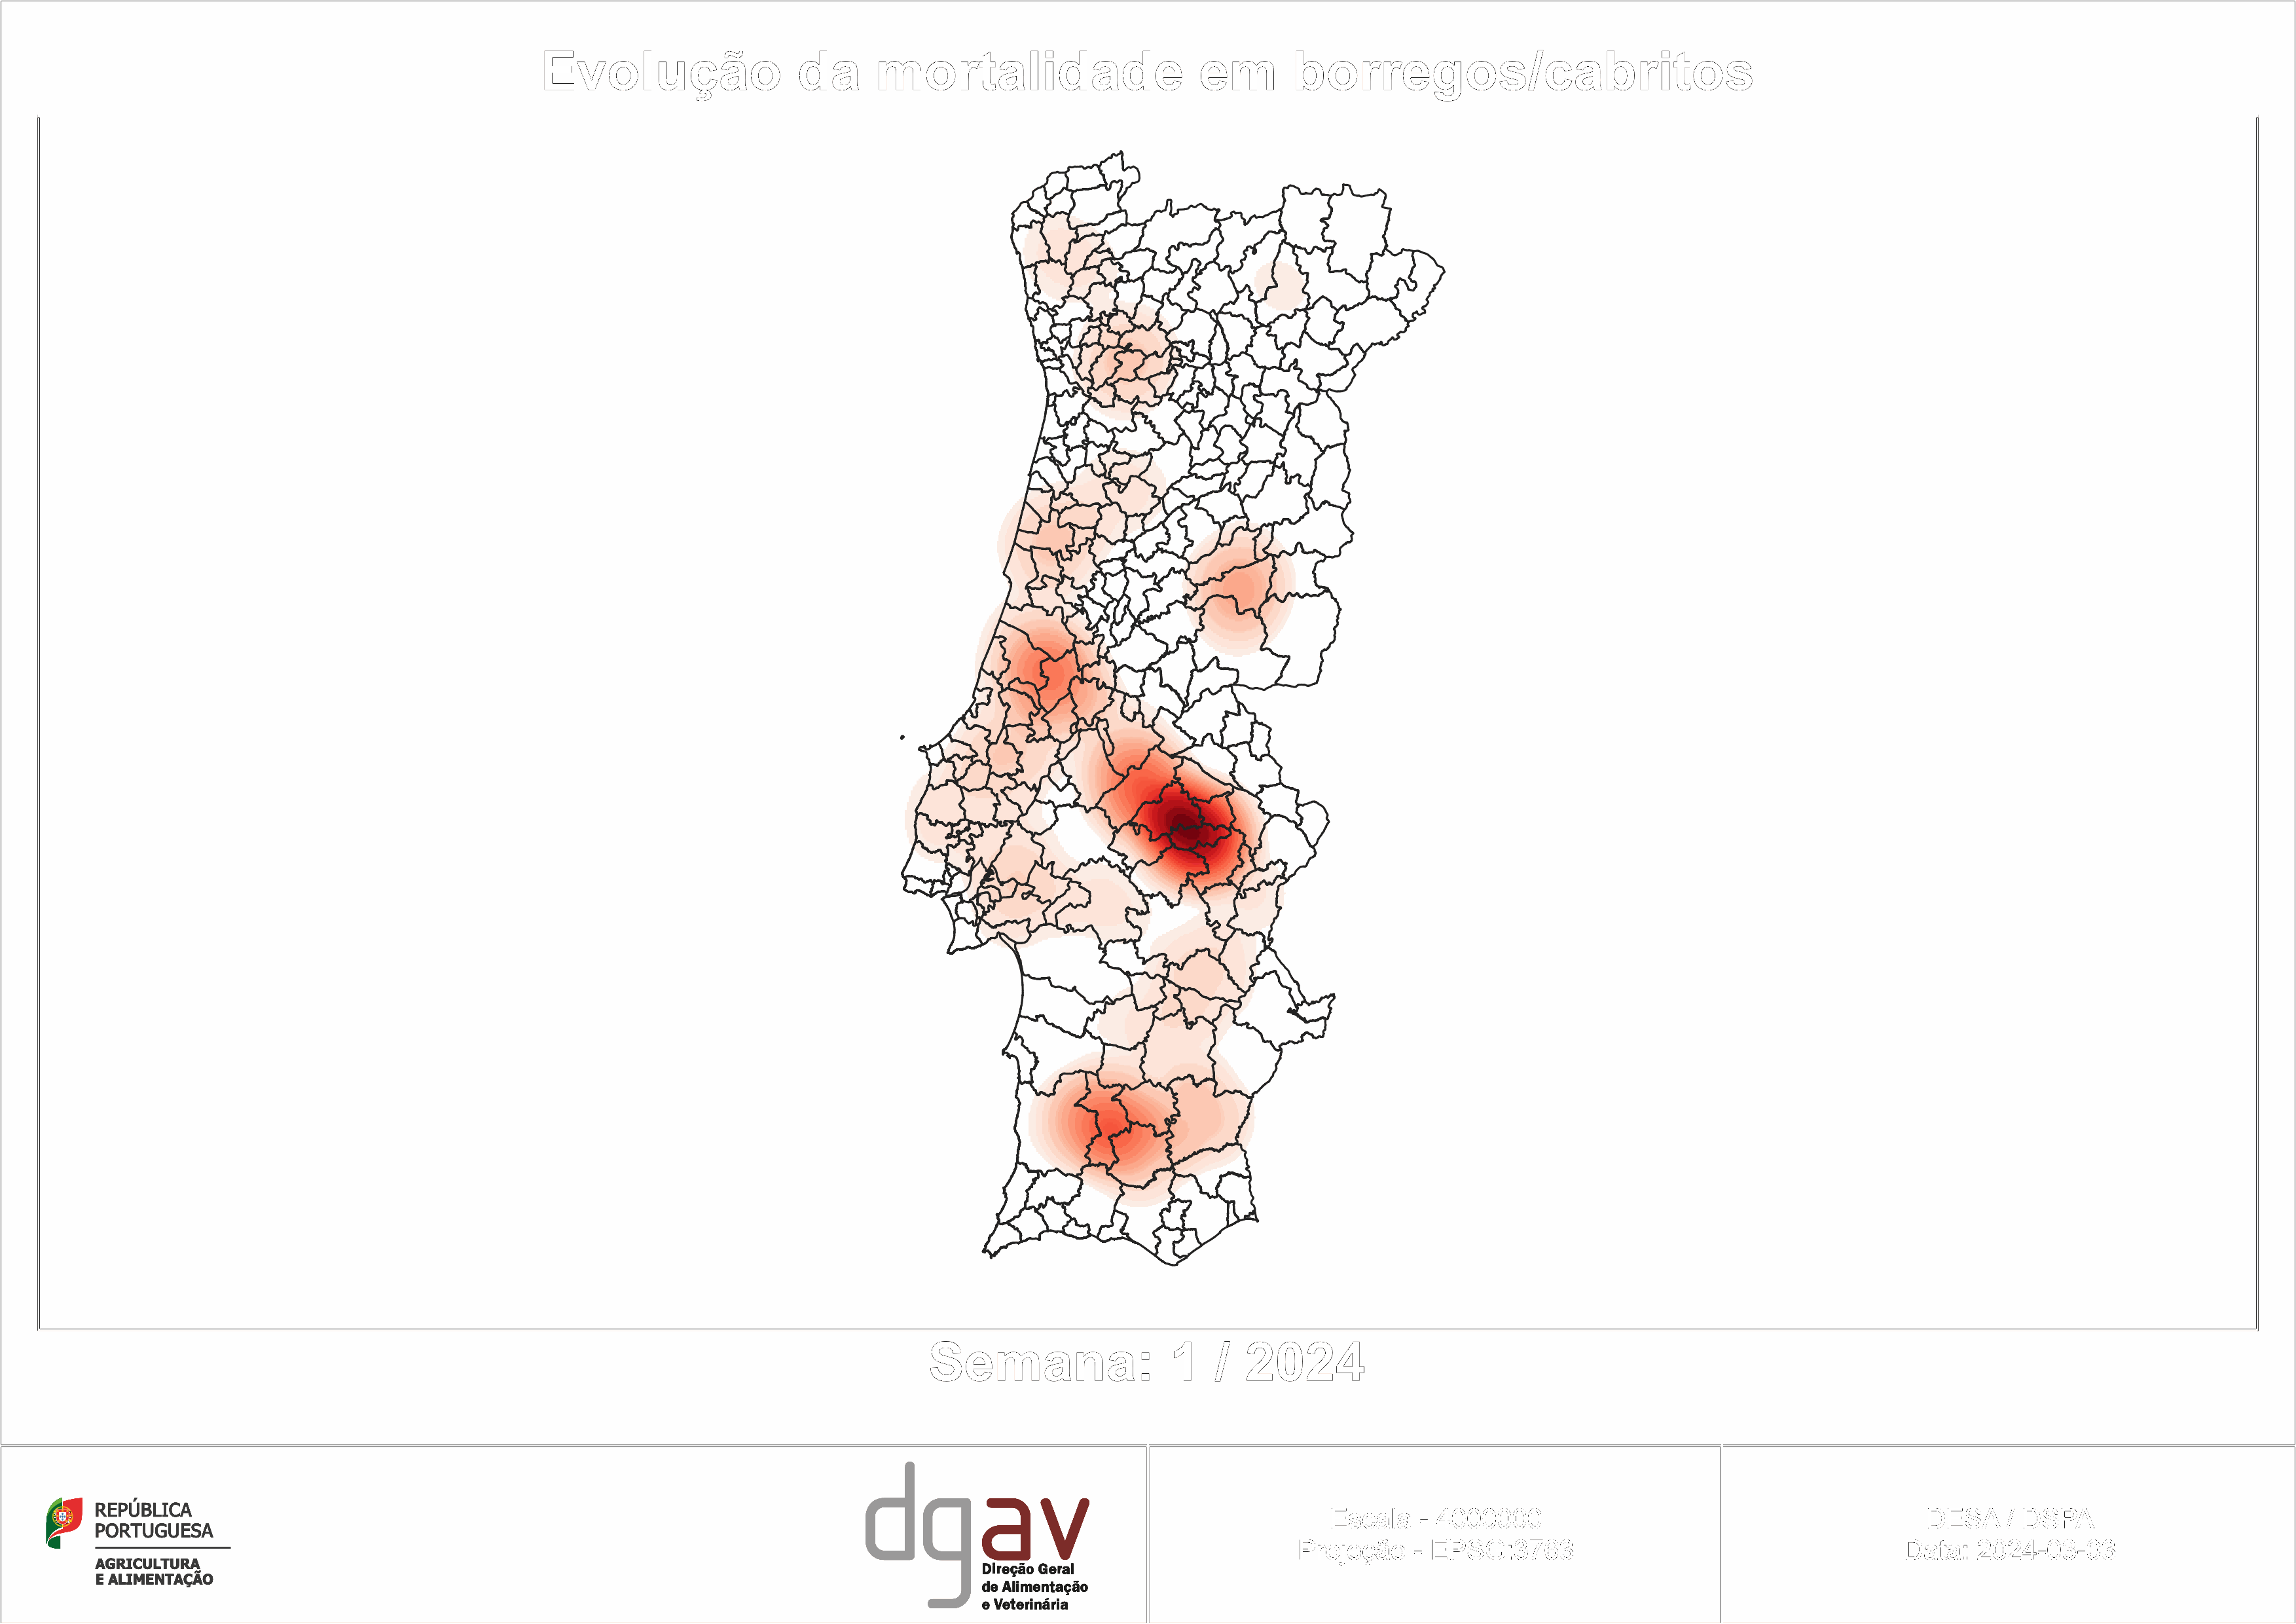 Evolução da mortalidade em borregos/cabritos
Semana: 1 / 2024
REPÚBLICA
PORTUGUESA
AGRICULTURA
E ALIMENTAÇÃO
dgav
Direção Geral
de Alimentação
e Veterinária
Escala - 4000000
Projeção - EPSG:3763
DESA / DSPA
Data: 2024-03-03